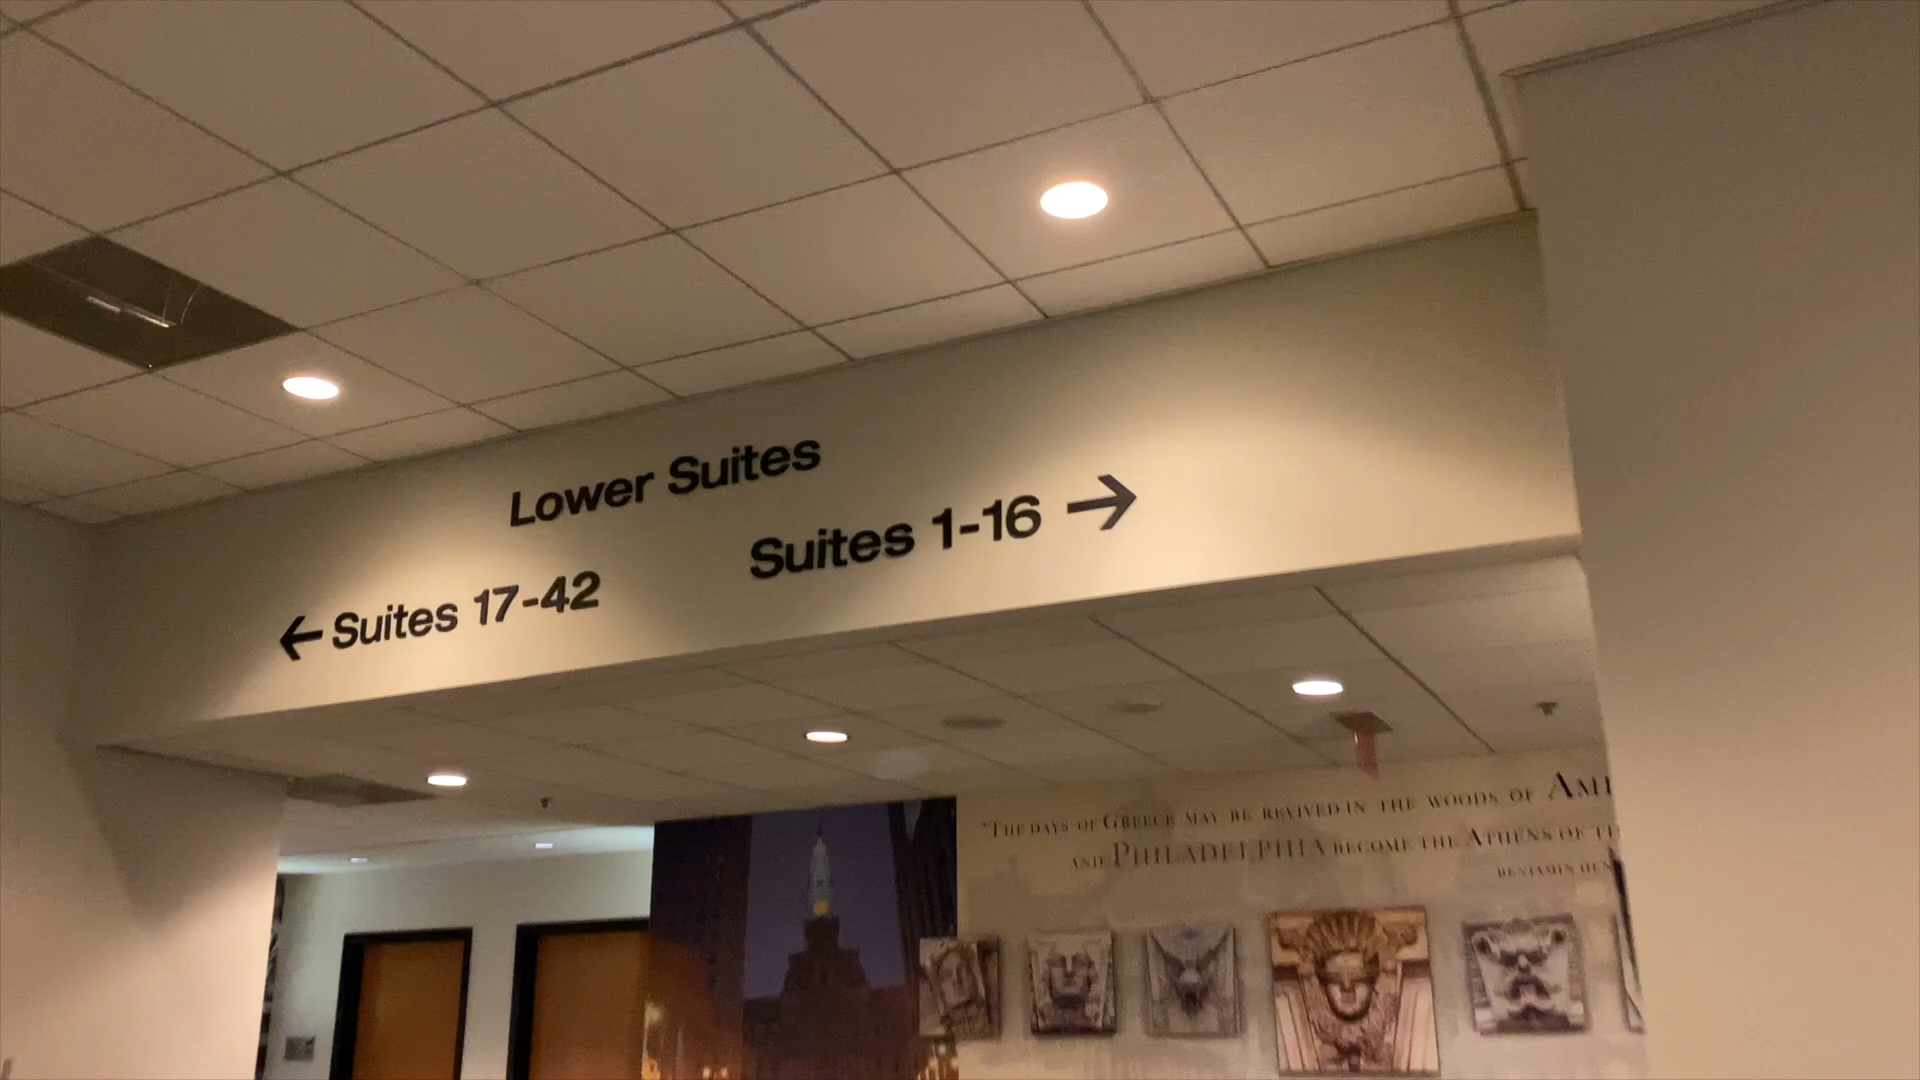 Lower Suites
← Suites 17-42
Suites 1-16 →
"THE DAYS OF GREECE MAY BE REVIVED IN THE WOODS OF
AND PHILADELPHIA BECOME THE ATHENS OF
BENJAMIN